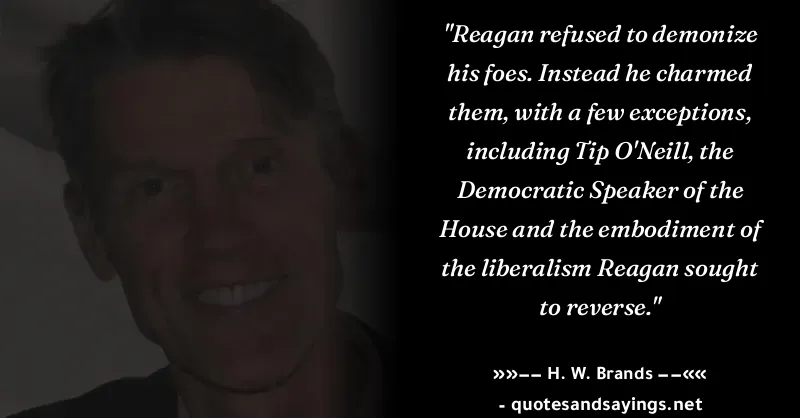 "Reagan refused to demonize
his foes. Instead he charmed
them, with a few exceptions,
including Tip O'Neill, the
Democratic Speaker of the
House and the embodiment of
the liberalism Reagan sought
to reverse."
»»−− H. W. Brands −−««
- quotesandsayings.net